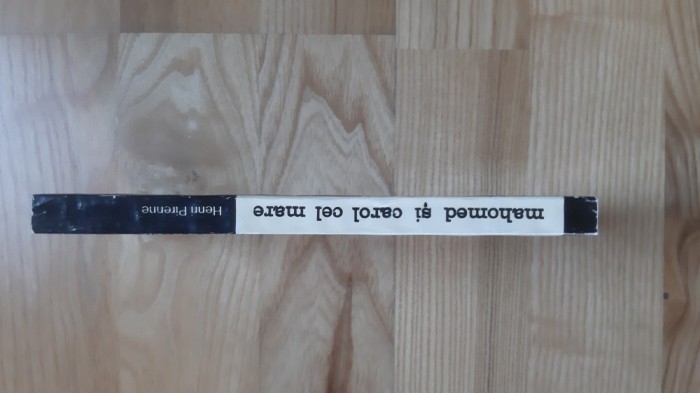 mahomed și carol cel mare
Henri Pirenne